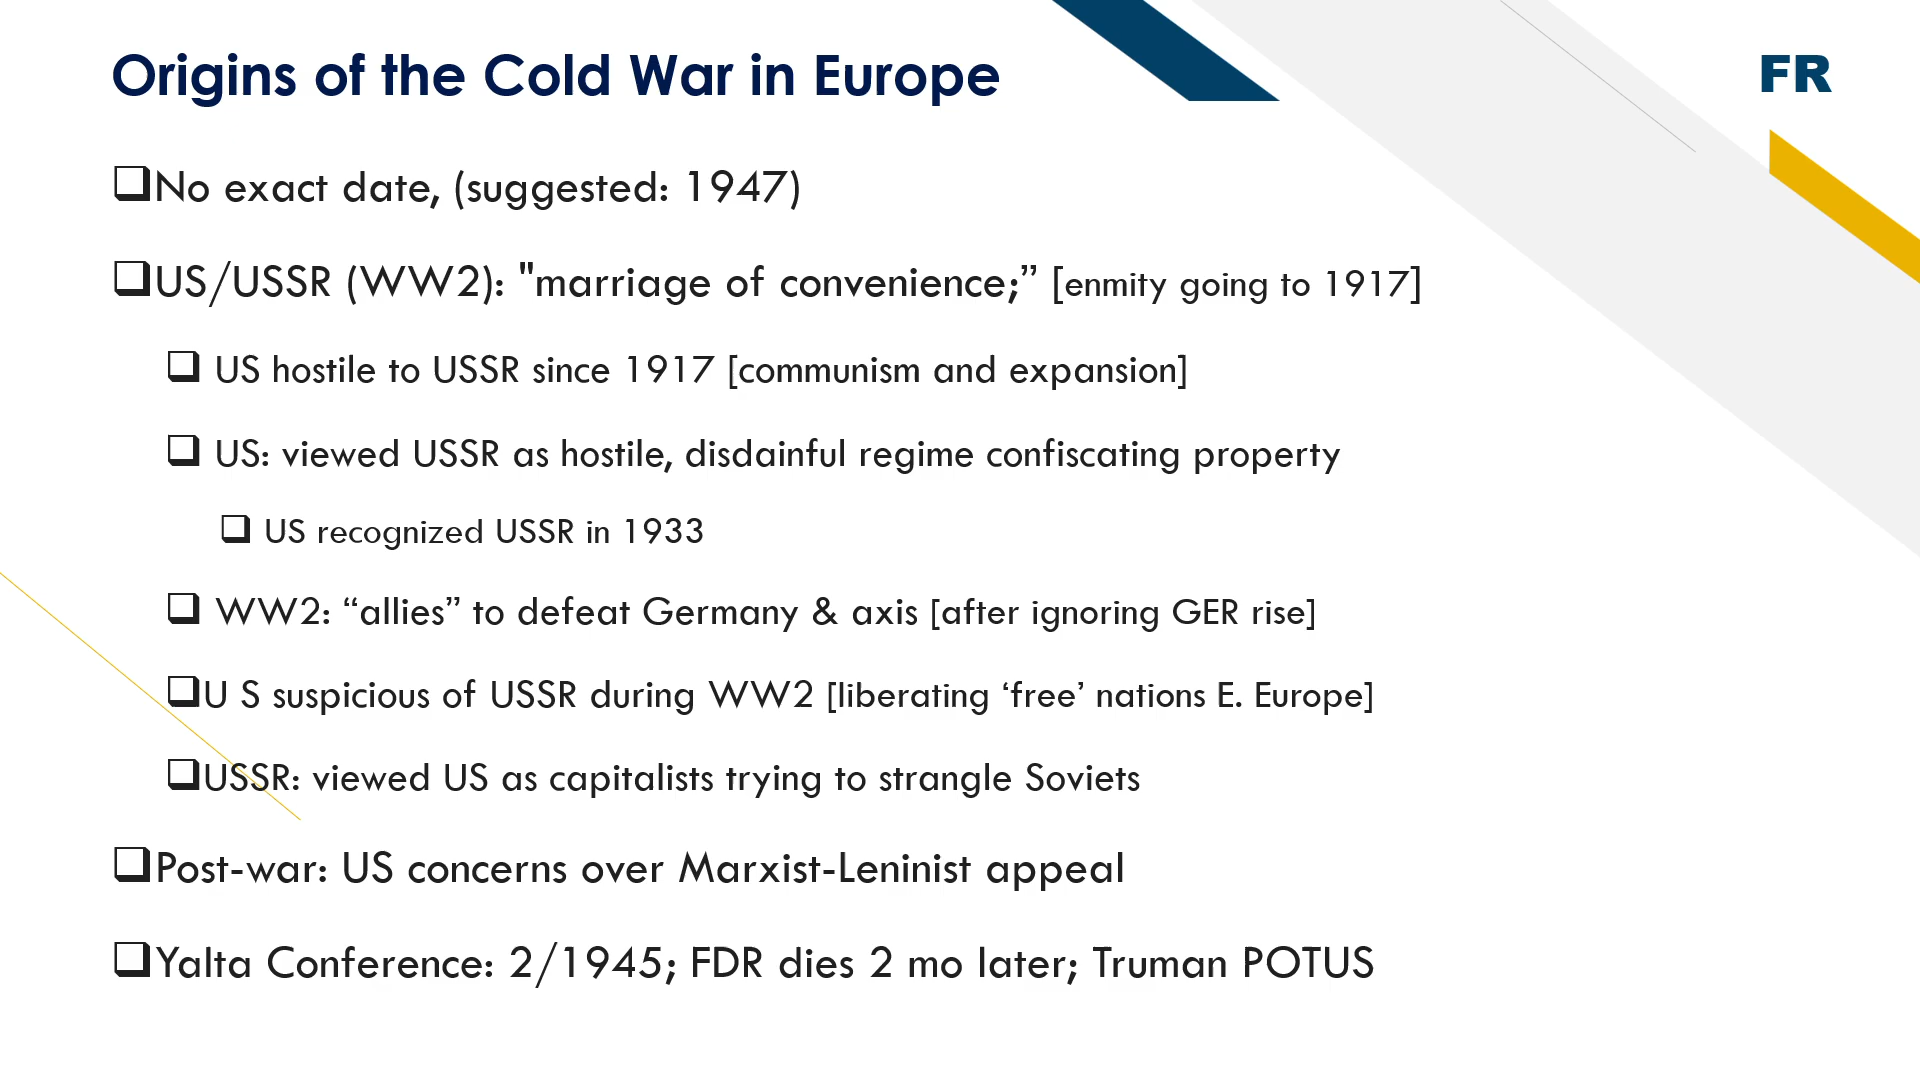 Origins of the Cold War in Europe
FR
❑No exact date, (suggested: 1947)
❑US/USSR (WW2): "marriage of convenience;” [enmity going to 1917]
❑ US hostile to USSR since 1917 [communism and expansion]
❑ US: viewed USSR as hostile, disdainful regime confiscating property
❑ US recognized USSR in 1933
❑ WW2: “allies” to defeat Germany & axis [after ignoring GER rise]
❑U S suspicious of USSR during WW2 [liberating ‘free’ nations E. Europe]
❑USSR: viewed US as capitalists trying to strangle Soviets
❑Post-war: US concerns over Marxist-Leninist appeal
❑Yalta Conference: 2/1945; FDR dies 2 mo later; Truman POTUS